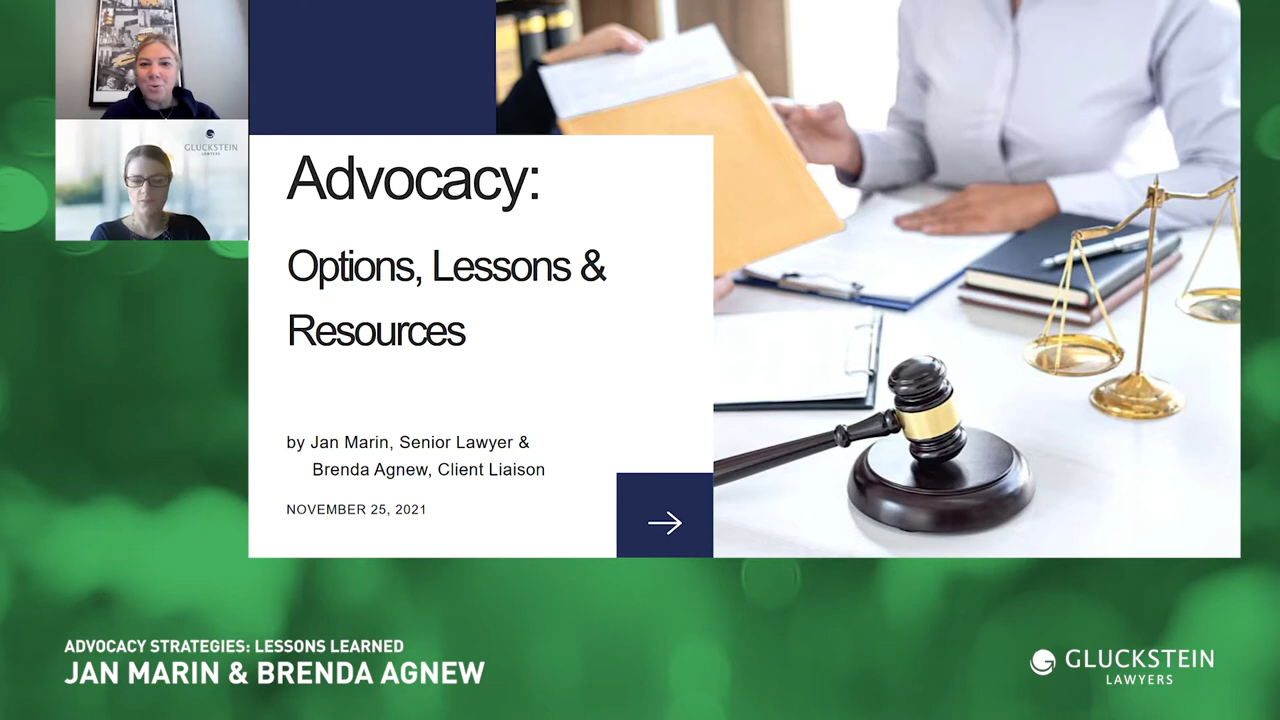 GLUCKSTEIN
LAWYERS
Advocacy:
Options, Lessons &
Resources
by Jan Marin, Senior Lawyer &
Brenda Agnew, Client Liaison
NOVEMBER 25, 2021
ADVOCACY STRATEGIES: LESSONS LEARNED
JAN MARIN & BRENDA AGNEW
GLUCKSTEIN
LAWYERS